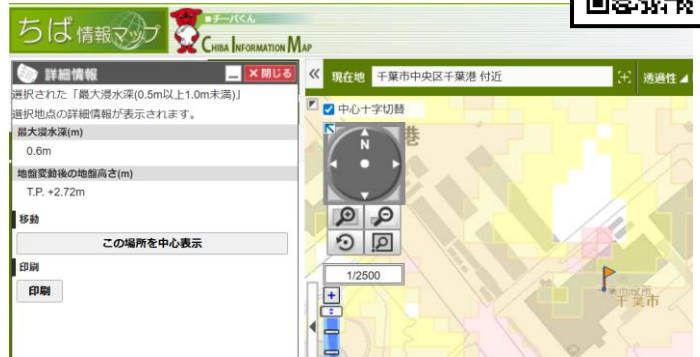 ちば情報マップ
■チーバくん
CHIBA INFORMATION MAP
詳細情報
× 閉じる
選択された「最大浸水深(0.5m以上1.0m未満)」
選択地点の詳細情報が表示されます。
最大浸水深(m)
0.6m
地盤変動後の地盤高さ(m)
T.P. +2.72m
移動
この場所を中心表示
印刷
印刷
現在地
千葉市中央区千葉港 付近
透過性
中心十字切替
N
港
1/2500
千葉市